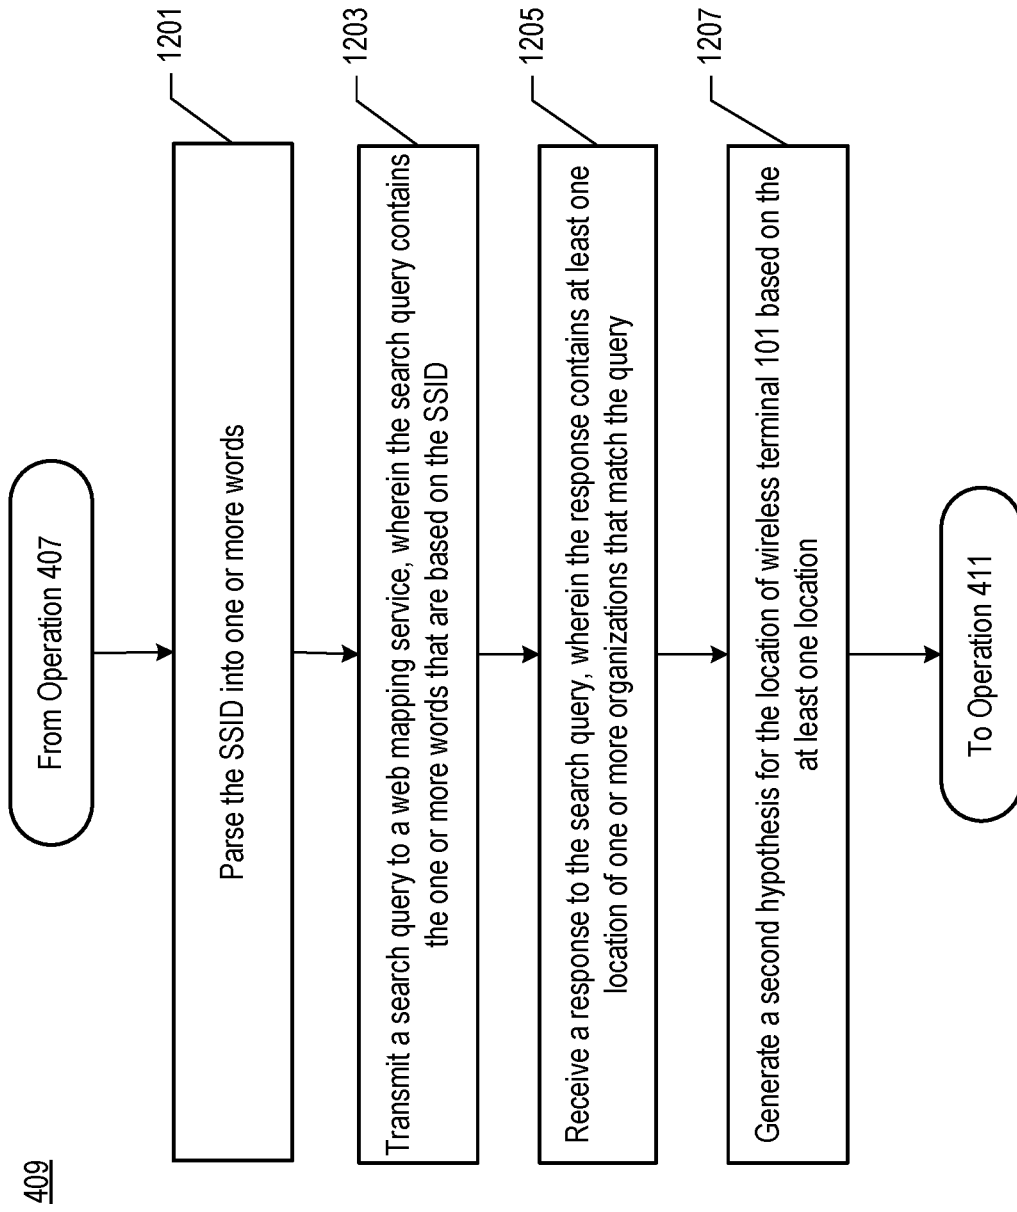 409
From Operation 407
1201
Parse the SSID into one or more words
1203
Transmit a search query to a web mapping service, wherein the search query contains
the one or more words that are based on the SSID
1205
Receive a response to the search query, wherein the response contains at least one
location of one or more organizations that match the query
1207
Generate a second hypothesis for the location of wireless terminal 101 based on the
at least one location
To Operation 411